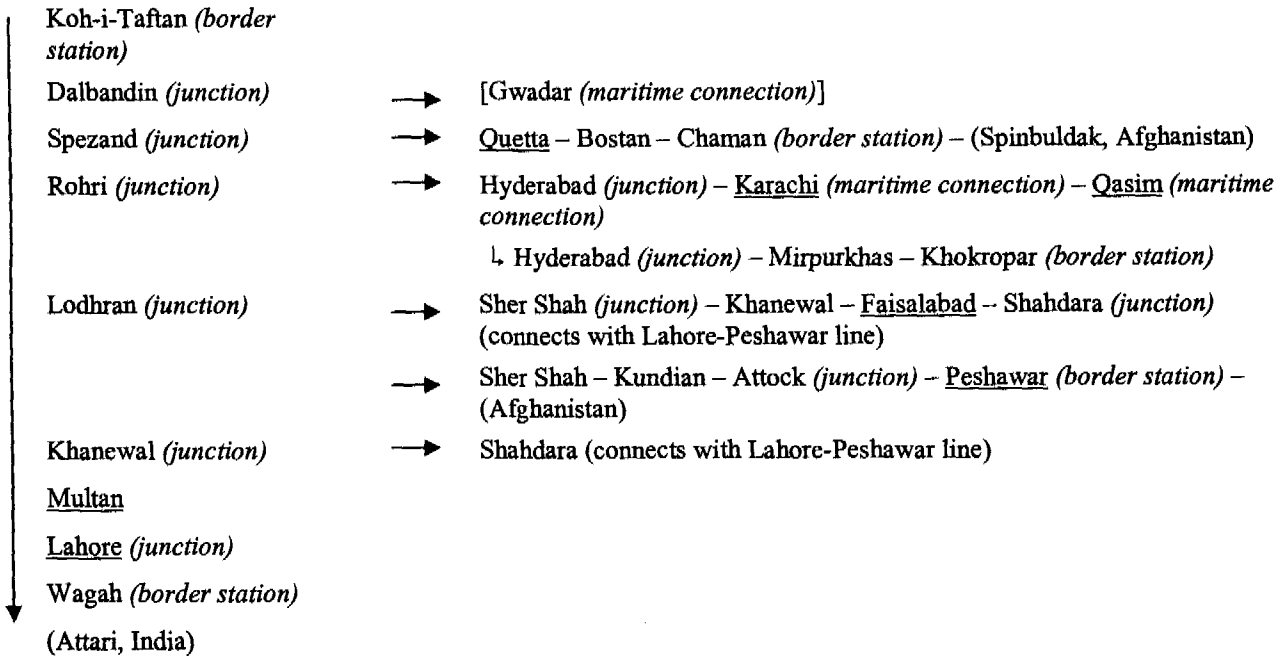 Koh-i-Taftan (border
station)
Dalbandin (junction) → [Gwadar (maritime connection)]
Spezand (junction) → Quetta – Bostan – Chaman (border station) – (Spinbuldak, Afghanistan)
Rohri (junction) → Hyderabad (junction) – Karachi (maritime connection) – Qasim (maritime
connection)
↳ Hyderabad (junction) – Mirpurkhas – Khokropar (border station)
Lodhran (junction) → Sher Shah (junction) – Khanewal – Faisalabad – Shahdara (junction)
(connects with Lahore-Peshawar line)
→ Sher Shah – Kundian – Attock (junction) – Peshawar (border station) –
(Afghanistan)
Khanewal (junction) → Shahdara (connects with Lahore-Peshawar line)
Multan
Lahore (junction)
Wagah (border station)
(Attari, India)